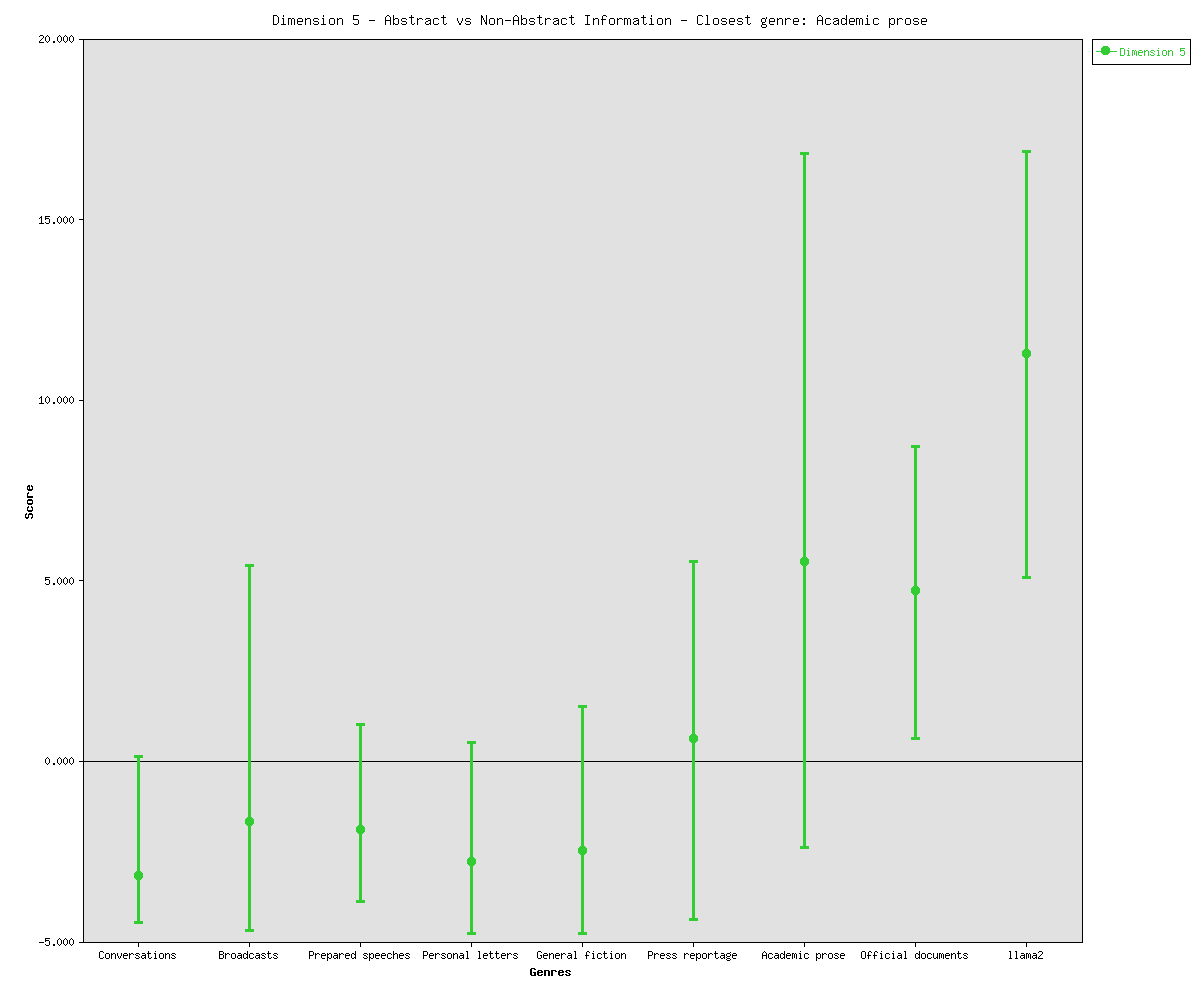 Dimension 5 - Abstract vs Non-Abstract Information - Closest genre: Academic prose
20.000
15.000
10.000
5.000
0.000
-5.000
Score
Conversations Broadcasts Prepared speeches Personal letters General fiction Press reportage Academic prose Official documents llama2
Genres
Dimension 5